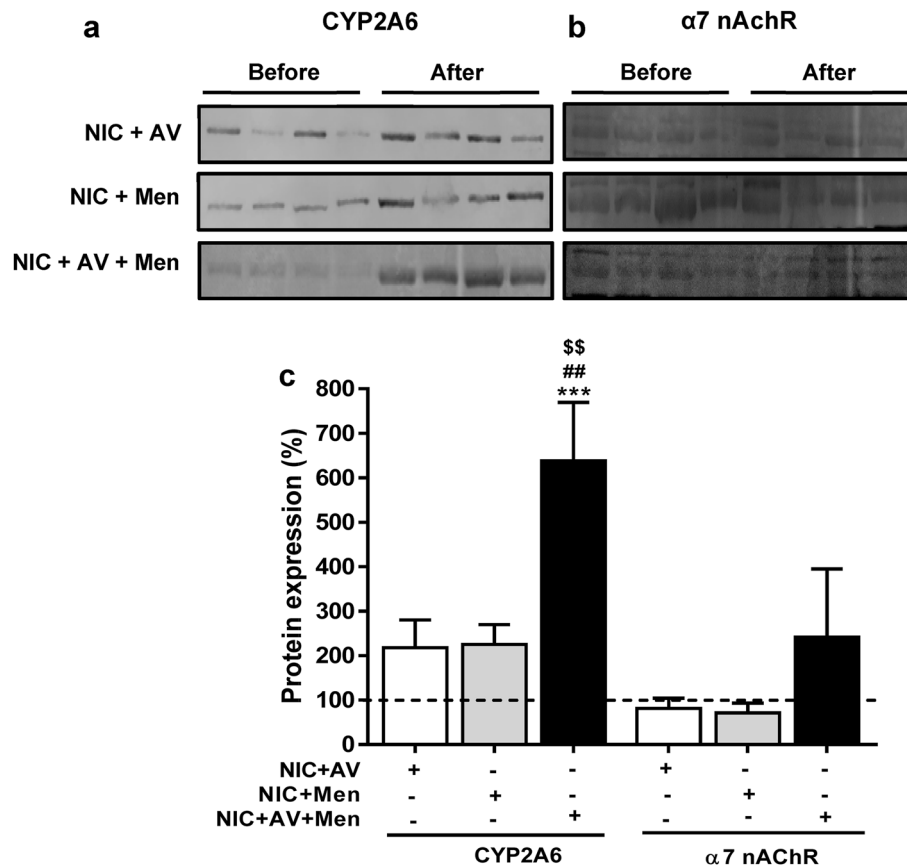 a CYP2A6 b α7 nAchR
Before After Before After
NIC + AV
NIC + Men
NIC + AV + Men
c
$$
##
***
Protein expression (%)
800
700
600
500
400
300
200
100
0
NIC+AV + - - + - -
NIC+Men - + - - + -
NIC+AV+Men - - + - - +
CYP2A6 α7 nAchR